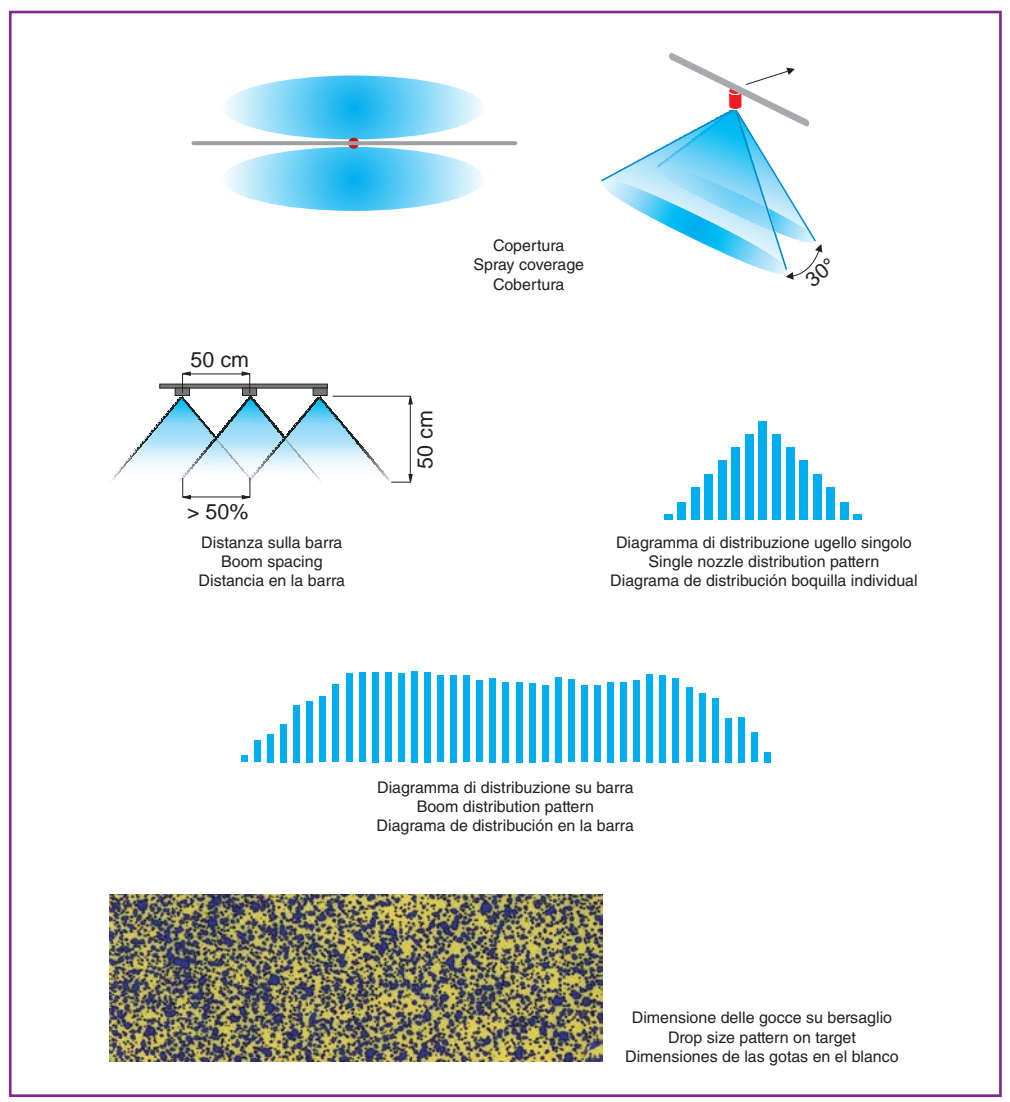 30°
Copertura
Spray coverage
Cobertura
50 cm
50 cm
> 50%
Distanza sulla barra
Boom spacing
Distancia en la barra
Diagramma di distribuzione ugello singolo
Single nozzle distribution pattern
Diagrama de distribución boquilla individual
Diagramma di distribuzione su barra
Boom distribution pattern
Diagrama de distribución en la barra
Dimensione delle gocce su bersaglio
Drop size pattern on target
Dimensiones de las gotas en el blanco